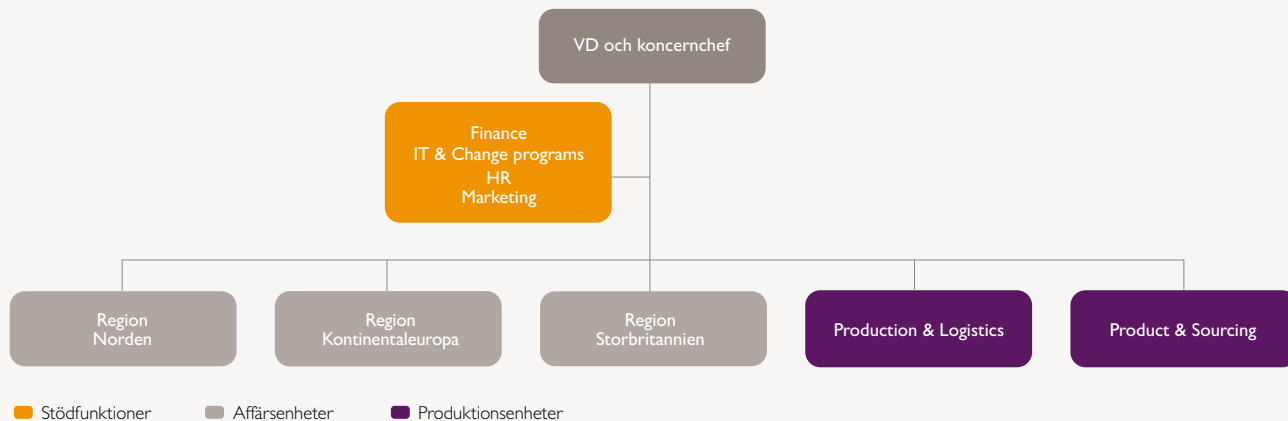 VD och koncernchef
Finance
IT & Change programs
HR
Marketing
Region
Norden
Region
Kontinentaleuropa
Region
Storbritannien
Production & Logistics
Product & Sourcing
Stödfunktioner
Affärsenheter
Produktionsenheter